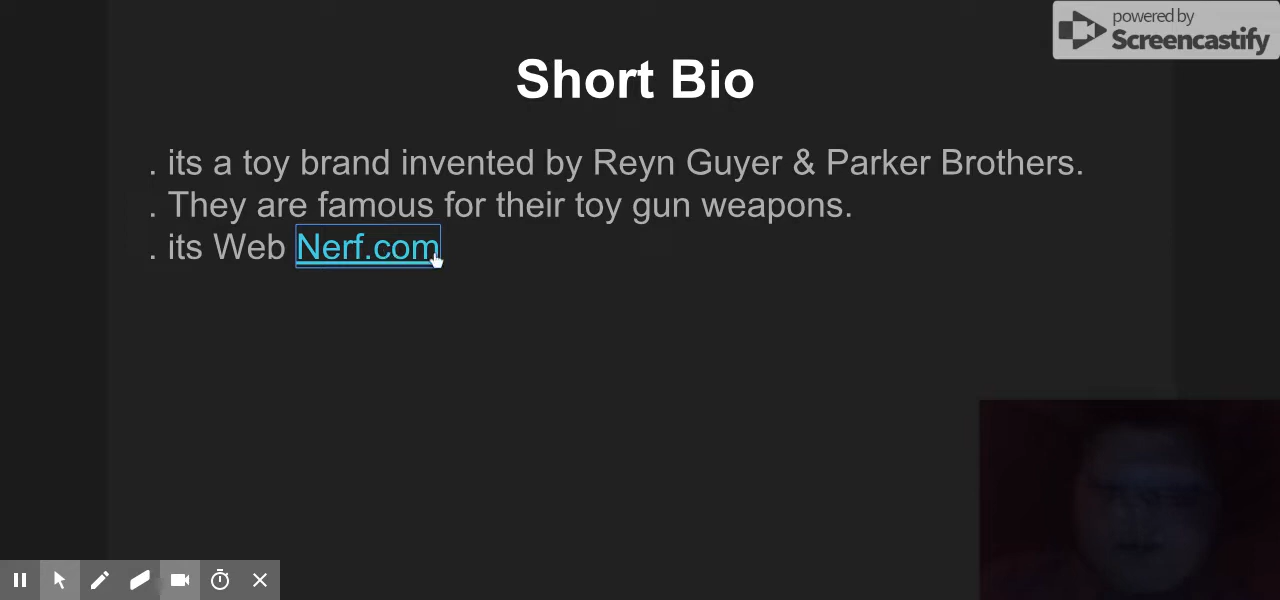 powered by
Screencastify
Short Bio
. its a toy brand invented by Reyn Guyer & Parker Brothers.
. They are famous for their toy gun weapons.
. its Web Nerf.com